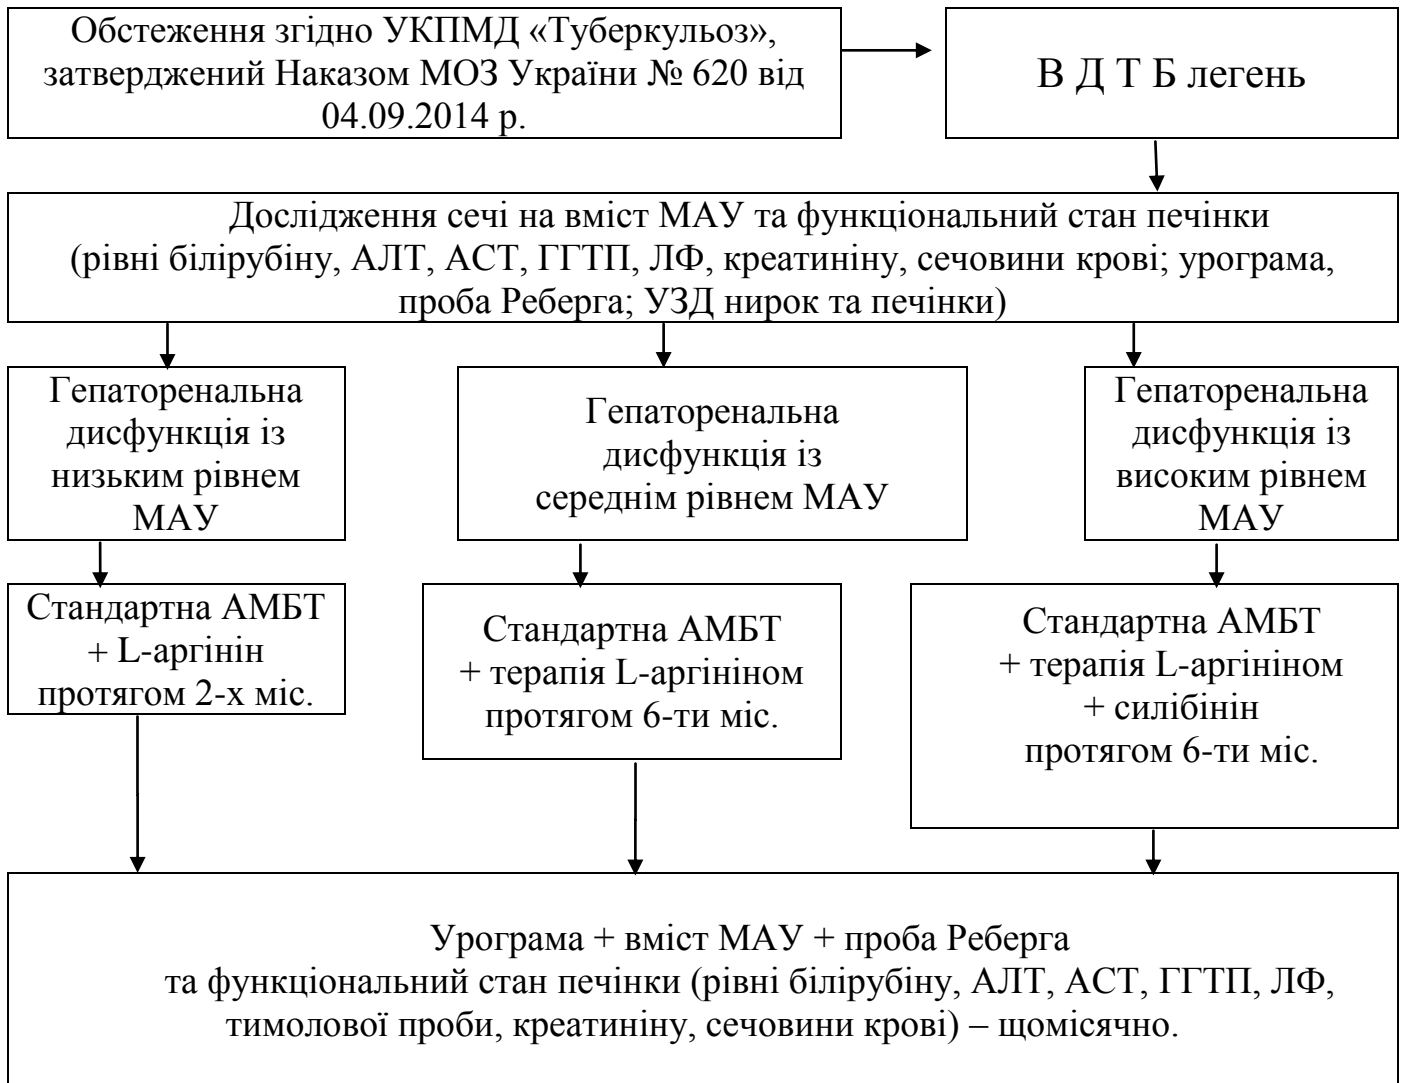 Обстеження згідно УКПМД «Туберкульоз»,
затверджений Наказом МОЗ України № 620 від
04.09.2014 р.
В Д Т Б легень
Дослідження сечі на вміст МАУ та функціональний стан печінки
(рівні білірубіну, АЛТ, АСТ, ГГТП, ЛФ, креатиніну, сечовини крові; урограма,
проба Реберга; УЗД нирок та печінки)
Гепаторенальна
дисфункція із
низьким рівнем
МАУ
Гепаторенальна
дисфункція із
середнім рівнем МАУ
Гепаторенальна
дисфункція із
високим рівнем
МАУ
Стандартна АМБТ
+ L-аргінін
протягом 2-х міс.
Стандартна АМБТ
+ терапія L-аргініном
протягом 6-ти міс.
Стандартна АМБТ
+ терапія L-аргініном
+ силібінін
протягом 6-ти міс.
Урограма + вміст МАУ + проба Реберга
та функціональний стан печінки (рівні білірубіну, АЛТ, АСТ, ГГТП, ЛФ,
тимолової проби, креатиніну, сечовини крові) – щомісячно.